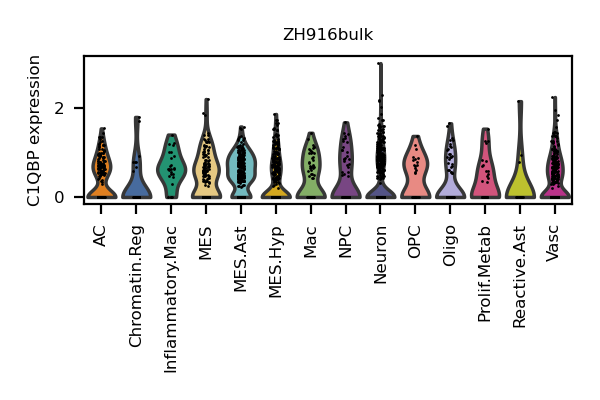 ZH916bulk
C1QBP expression
2
0
AC
Chromatin.Reg
Inflammatory.Mac
MES
MES.Ast
MES.Hyp
Mac
NPC
Neuron
OPC
Oligo
Prolif.Metab
Reactive.Ast
Vasc